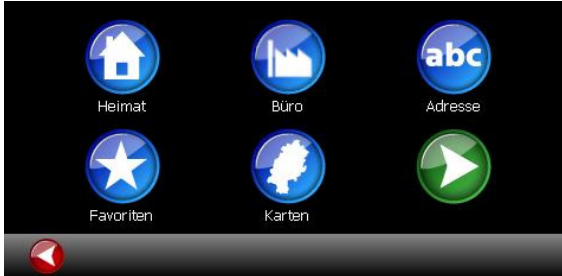 abc
Heimat
Büro
Adresse
Favoriten
Karten